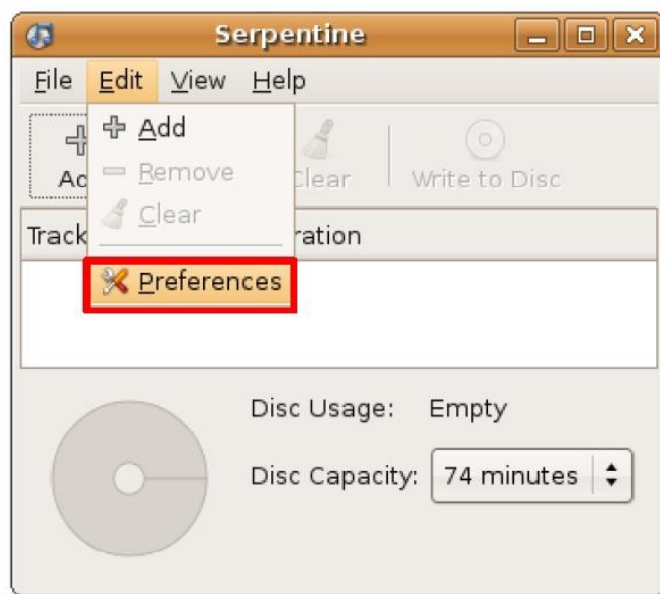 Serpentine
File Edit View Help
Add
Remove
Clear
Preferences
Ad
Clear
Write to Disc
Track
ration
Disc Usage: Empty
Disc Capacity: 74 minutes